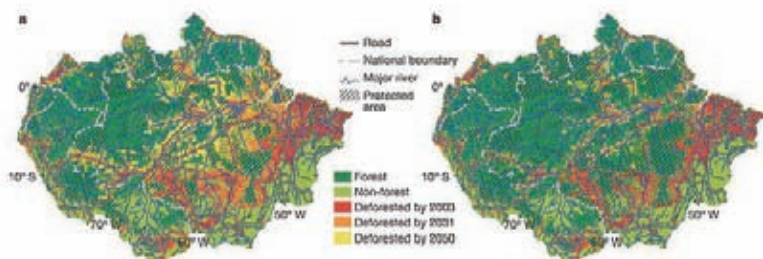 a
b
Road
National boundary
Major river
Protected
area
0°
0°
10° S
10° S
Forest
Non-forest
Deforested by 2003
Deforested by 2031
Deforested by 2050
70° W
60° W
50° W
70° W
60° W
50° W